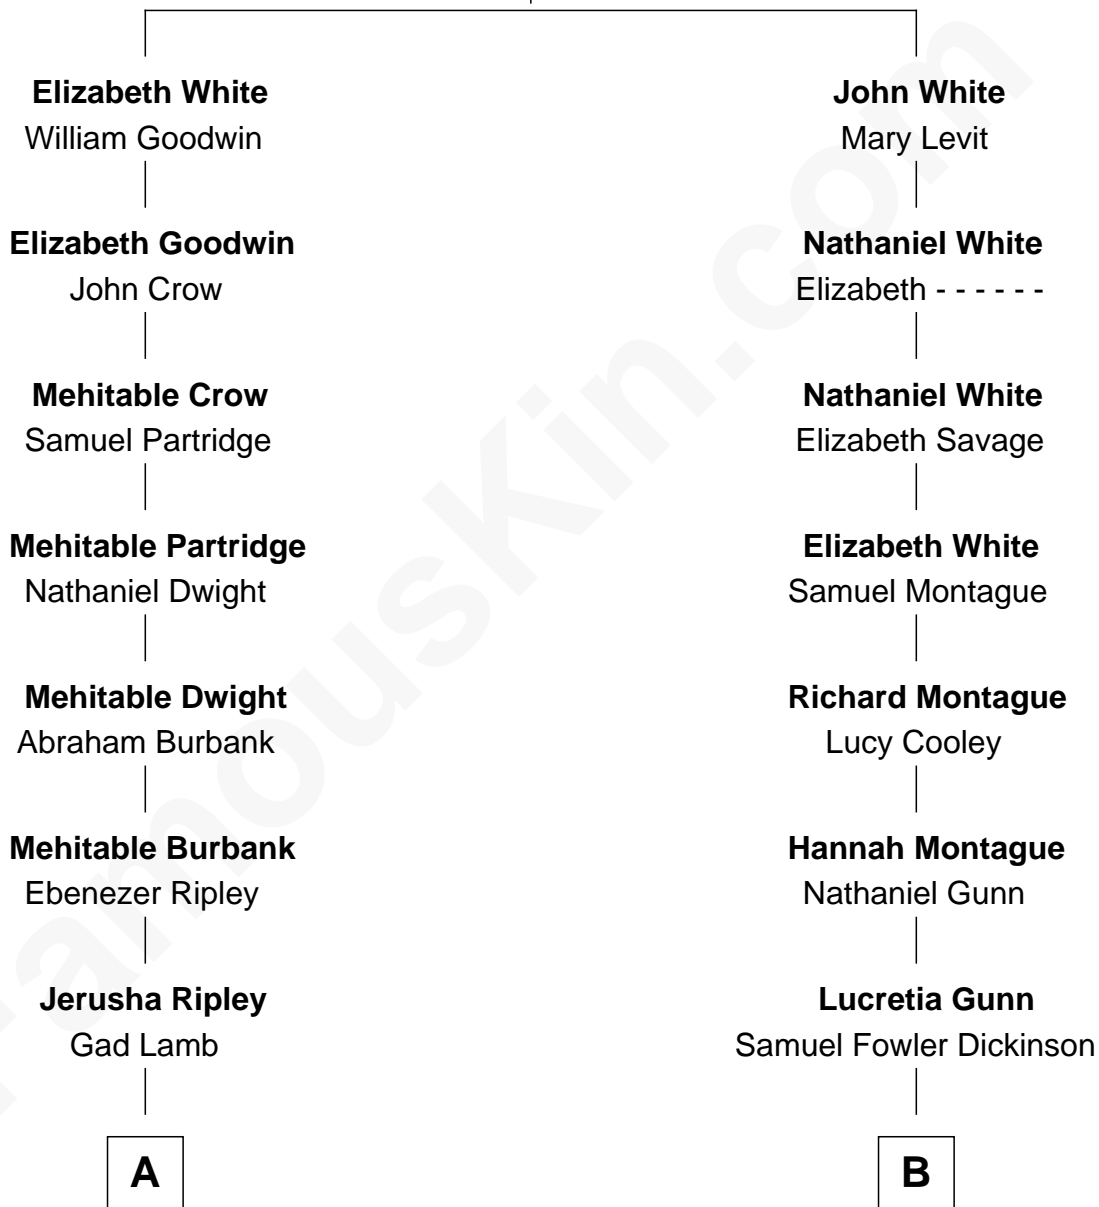 Elizabeth White
William Goodwin
Elizabeth Goodwin
John Crow
Mehitable Crow
Samuel Partridge
Mehitable Partridge
Nathaniel Dwight
Mehitable Dwight
Abraham Burbank
Mehitable Burbank
Ebenezer Ripley
Jerusha Ripley
Gad Lamb
A
John White
Mary Levit
Nathaniel White
Elizabeth - - - - - -
Nathaniel White
Elizabeth Savage
Elizabeth White
Samuel Montague
Richard Montague
Lucy Cooley
Hannah Montague
Nathaniel Gunn
Lucretia Gunn
Samuel Fowler Dickinson
B
FamousKin.com